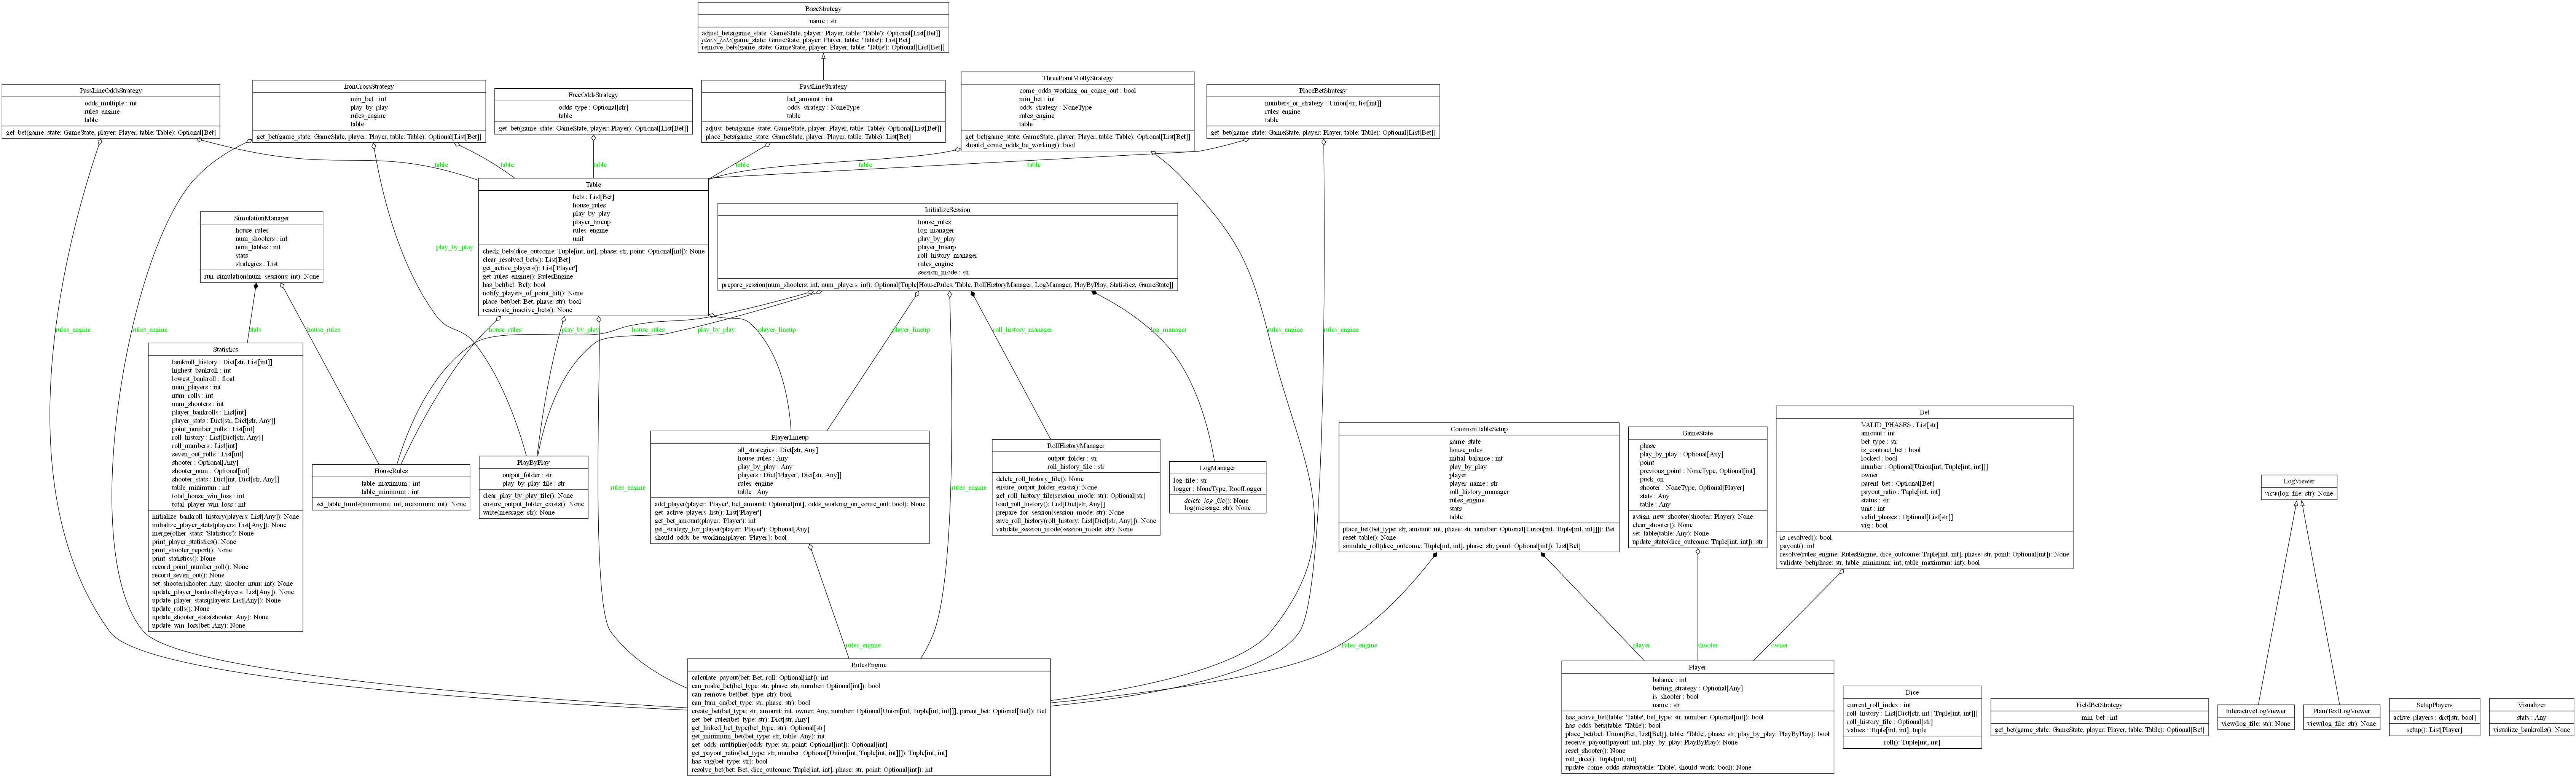 BaseStrategy
name : str
adjust_bets(game_state: GameState, player: Player, table: 'Table'): Optional[List[Bet]]
place_bets(game_state: GameState, player: Player, table: 'Table'): List[Bet]
remove_bets(game_state: GameState, player: Player, table: 'Table'): Optional[List[Bet]]
PassLineOddsStrategy
odds_multiple : int
rules_engine
table
get_bet(game_state: GameState, player: Player, table: Table): Optional[Bet]
IronCrossStrategy
min_bet : int
play_by_play
rules_engine
table
get_bet(game_state: GameState, player: Player, table: Table): Optional[List[Bet]]
FreeOddsStrategy
odds_type : Optional[str]
table
get_bet(game_state: GameState, player: Player): Optional[List[Bet]]
PassLineStrategy
bet_amount : int
odds_strategy : NoneType
table
adjust_bets(game_state: GameState, player: Player, table: Table): Optional[List[Bet]]
place_bets(game_state: GameState, player: Player, table: Table): List[Bet]
ThreePointMollyStrategy
come_odds_working_on_come_out : bool
min_bet : int
odds_strategy : NoneType
rules_engine
table
get_bet(game_state: GameState, player: Player, table: Table): Optional[List[Bet]]
should_come_odds_be_working(): bool
PlaceBetStrategy
numbers_or_strategy : Union[str, list[int]]
rules_engine
table
get_bet(game_state: GameState, player: Player, table: Table): Optional[List[Bet]]
table
table
table
table
table
table
Table
bets : List[Bet]
house_rules
play_by_play
player_lineup
rules_engine
unit
check_bets(dice_outcome: Tuple[int, int], phase: str, point: Optional[int]): None
clear_resolved_bets(): List[Bet]
get_active_players(): List['Player']
get_rules_engine(): RulesEngine
has_bet(bet: Bet): bool
notify_players_of_point_hit(): None
place_bet(bet: Bet, phase: str): bool
reactivate_inactive_bets(): None
SimulationManager
house_rules
num_shooters : int
num_tables : int
stats
strategies : List
run_simulation(num_sessions: int): None
play_by_play
InitializeSession
house_rules
log_manager
play_by_play
player_lineup
roll_history_manager
rules_engine
session_mode : str
prepare_session(num_shooters: int, num_players: int): Optional[Tuple[HouseRules, Table, RollHistoryManager, LogManager, PlayByPlay, Statistics, GameState]]
rules_engine
rules_engine
stats
house_rules
house_rules
play_by_play
house_rules
play_by_play
player_lineup
player_lineup
roll_history_manager
log_manager
rules_engine
rules_engine
Statistics
bankroll_history : Dict[str, List[int]]
highest_bankroll : int
lowest_bankroll : float
num_players : int
num_rolls : int
num_shooters : int
player_bankrolls : List[int]
player_stats : Dict[str, Dict[str, Any]]
point_number_rolls : List[int]
roll_history : List[Dict[str, Any]]
roll_numbers : List[int]
seven_out_rolls : List[int]
shooter : Optional[Any]
shooter_num : Optional[int]
shooter_stats : Dict[int, Dict[str, Any]]
table_minimum : int
total_house_win_loss : int
total_player_win_loss : int
initialize_bankroll_history(players: List[Any]): None
initialize_player_stats(players: List[Any]): None
merge(other_stats: 'Statistics'): None
print_player_statistics(): None
print_shooter_report(): None
print_statistics(): None
record_point_number_roll(): None
record_seven_out(): None
set_shooter(shooter: Any, shooter_num: int): None
update_player_bankrolls(players: List[Any]): None
update_player_stats(players: List[Any]): None
update_rolls(): None
update_shooter_stats(shooter: Any): None
update_win_loss(bet: Any): None
HouseRules
table_maximum : int
table_minimum : int
set_table_limits(minimum: int, maximum: int): None
PlayByPlay
output_folder : str
play_by_play_file : str
clear_play_by_play_file(): None
ensure_output_folder_exists(): None
write(message: str): None
rules_engine
PlayerLineup
all_strategies : Dict[str, Any]
house_rules : Any
play_by_play : Any
players : Dict['Player', Dict[str, Any]]
rules_engine
table : Any
add_player(player: 'Player', bet_amount: Optional[int], odds_working_on_come_out: bool): None
get_active_players_list(): List['Player']
get_bet_amount(player: 'Player'): int
get_strategy_for_player(player: 'Player'): Optional[Any]
should_odds_be_working(player: 'Player'): bool
rules_engine
RollHistoryManager
output_folder : str
roll_history_file : str
delete_roll_history_file(): None
ensure_output_folder_exists(): None
get_roll_history_file(session_mode: str): Optional[str]
load_roll_history(): List[Dict[str, Any]]
prepare_for_session(session_mode: str): None
save_roll_history(roll_history: List[Dict[str, Any]]): None
validate_session_mode(session_mode: str): None
LogManager
log_file : str
logger : NoneType, RootLogger
delete_log_file(): None
log(message: str): None
CommonTableSetup
game_state
house_rules
initial_balance : int
play_by_play
player
player_name : str
roll_history_manager
rules_engine
stats
table
place_bet(bet_type: str, amount: int, phase: str, number: Optional[Union[int, Tuple[int, int]]]): Bet
reset_table(): None
simulate_roll(dice_outcome: Tuple[int, int], phase: str, point: Optional[int]): List[Bet]
GameState
phase
play_by_play : Optional[Any]
point
previous_point : NoneType, Optional[int]
puck_on
shooter : NoneType, Optional[Player]
stats : Any
table : Any
assign_new_shooter(shooter: Player): None
clear_shooter(): None
set_table(table: Any): None
update_state(dice_outcome: Tuple[int, int]): str
Bet
VALID_PHASES : List[str]
amount : int
bet_type : str
is_contract_bet : bool
locked : bool
number : Optional[Union[int, Tuple[int, int]]]
owner
parent_bet : Optional[Bet]
payout_ratio : Tuple[int, int]
status : str
unit : int
valid_phases : Optional[List[str]]
vig : bool
is_resolved(): bool
payout(): int
resolve(rules_engine: RulesEngine, dice_outcome: Tuple[int, int], phase: str, point: Optional[int]): None
validate_bet(phase: str, table_minimum: int, table_maximum: int): bool
LogViewer
view(log_file: str): None
rules_engine
rules_engine
player
shooter
owner
RulesEngine
calculate_payout(bet: Bet, roll: Optional[int]): int
can_make_bet(bet_type: str, phase: str, number: Optional[int]): bool
can_remove_bet(bet_type: str): bool
can_turn_on(bet_type: str, phase: str): bool
create_bet(bet_type: str, amount: int, owner: Any, number: Optional[Union[int, Tuple[int, int]]], parent_bet: Optional[Bet]): Bet
get_bet_rules(bet_type: str): Dict[str, Any]
get_linked_bet_type(bet_type: str): Optional[str]
get_minimum_bet(bet_type: str, table: Any): int
get_odds_multiplier(odds_type: str, point: Optional[int]): Optional[int]
get_payout_ratio(bet_type: str, number: Optional[Union[int, Tuple[int, int]]]): Tuple[int, int]
has_vig(bet_type: str): bool
resolve_bet(bet: Bet, dice_outcome: Tuple[int, int], phase: str, point: Optional[int]): int
Player
balance : int
betting_strategy : Optional[Any]
is_shooter : bool
name : str
has_active_bet(table: 'Table', bet_type: str, number: Optional[int]): bool
has_odds_bets(table: 'Table'): bool
place_bet(bet: Union[Bet, List[Bet]], table: 'Table', phase: str, play_by_play: PlayByPlay): bool
receive_payout(payout: int, play_by_play: PlayByPlay): None
reset_shooter(): None
roll_dice(): Tuple[int, int]
update_come_odds_status(table: 'Table', should_work: bool): None
Dice
current_roll_index : int
roll_history : List[Dict[str, int | Tuple[int, int]]]
roll_history_file : Optional[str]
values : Tuple[int, int], tuple
roll(): Tuple[int, int]
FieldBetStrategy
min_bet : int
get_bet(game_state: GameState, player: Player, table: Table): Optional[Bet]
InteractiveLogViewer
view(log_file: str): None
PlainTextLogViewer
view(log_file: str): None
SetupPlayers
active_players : dict[str, bool]
setup(): List[Player]
Visualizer
stats : Any
visualize_bankrolls(): None